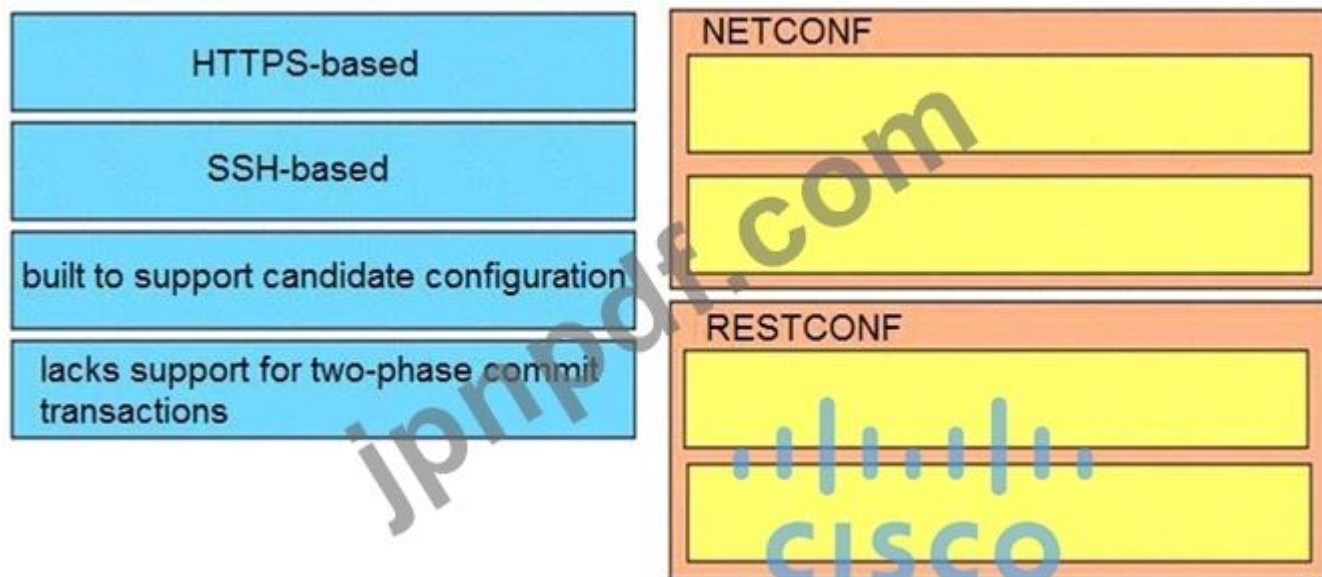 HTTPS-based
SSH-based
built to support candidate configuration
lacks support for two-phase commit
transactions
NETCONF
RESTCONF
jpnpdf.com
CISCO